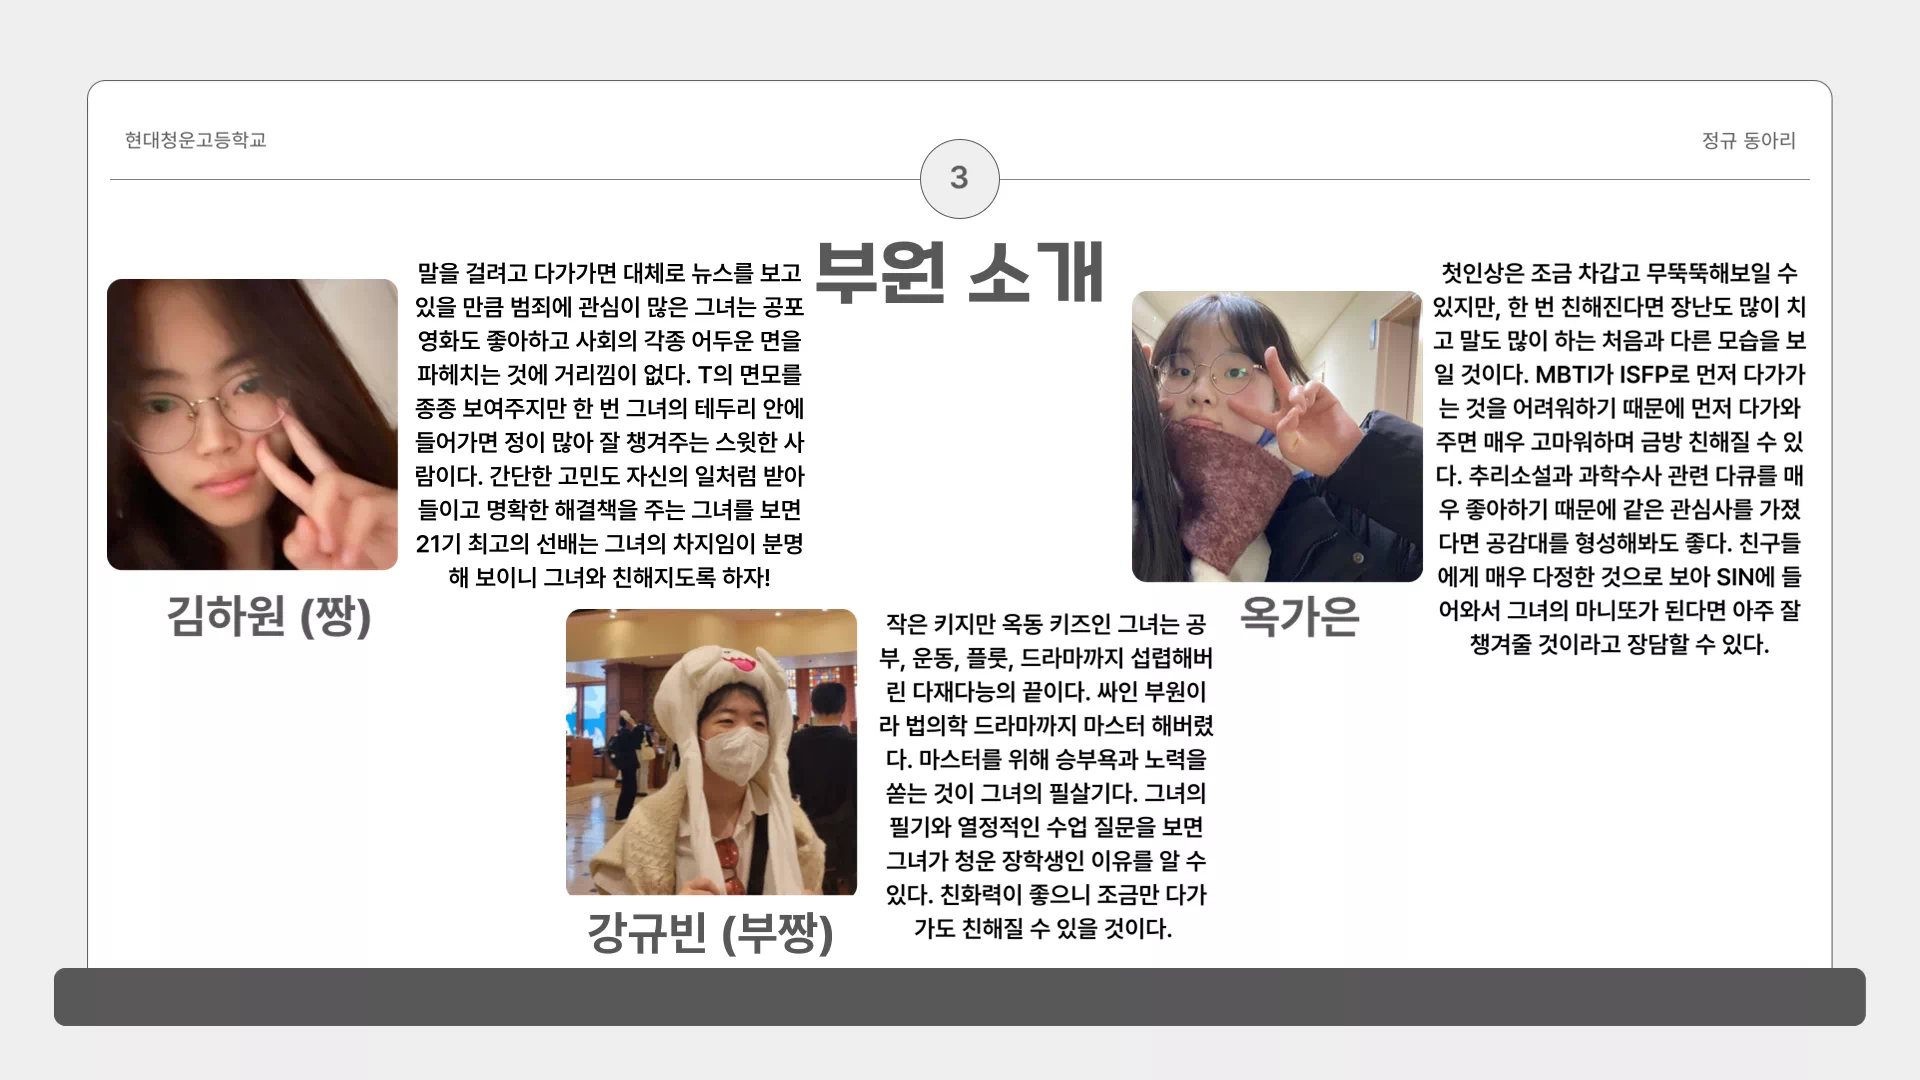 현대청운고등학교
정규 동아리
3
부원 소개
말을 걸려고 다가가면 대체로 뉴스를 보고
있을 만큼 범죄에 관심이 많은 그녀는 공포
영화도 좋아하고 사회의 각종 어두운 면을
파헤치는 것에 거리낌이 없다. T의 면모를
종종 보여주지만 한 번 그녀의 테두리 안에
들어가면 정이 많아 잘 챙겨주는 스윗한 사
람이다. 간단한 고민도 자신의 일처럼 받아
들이고 명확한 해결책을 주는 그녀를 보면
21기 최고의 선배는 그녀의 차지임이 분명
해 보이니 그녀와 친해지도록 하자!
김하원 (짱)
작은 키지만 옥동 키즈인 그녀는 공
부, 운동, 플룻, 드라마까지 섭렵해버
린 다재다능의 끝이다. 싸인 부원이
라 법의학 드라마까지 마스터 해버렸
다. 마스터를 위해 승부욕과 노력을
쏟는 것이 그녀의 필살기다. 그녀의
필기와 열정적인 수업 질문을 보면
그녀가 청운 장학생인 이유를 알 수
있다. 친화력이 좋으니 조금만 다가
가도 친해질 수 있을 것이다.
강규빈 (부짱)
첫인상은 조금 차갑고 무뚝뚝해보일 수
있지만, 한 번 친해진다면 장난도 많이 치
고 말도 많이 하는 처음과 다른 모습을 보
일 것이다. MBTI가 ISFP로 먼저 다가가
는 것을 어려워하기 때문에 먼저 다가와
주면 매우 고마워하며 금방 친해질 수 있
다. 추리소설과 과학수사 관련 다큐를 매
우 좋아하기 때문에 같은 관심사를 가졌
다면 공감대를 형성해봐도 좋다. 친구들
에게 매우 다정한 것으로 보아 SIN에 들
어와서 그녀의 마니또가 된다면 아주 잘
챙겨줄 것이라고 장담할 수 있다.
옥가은